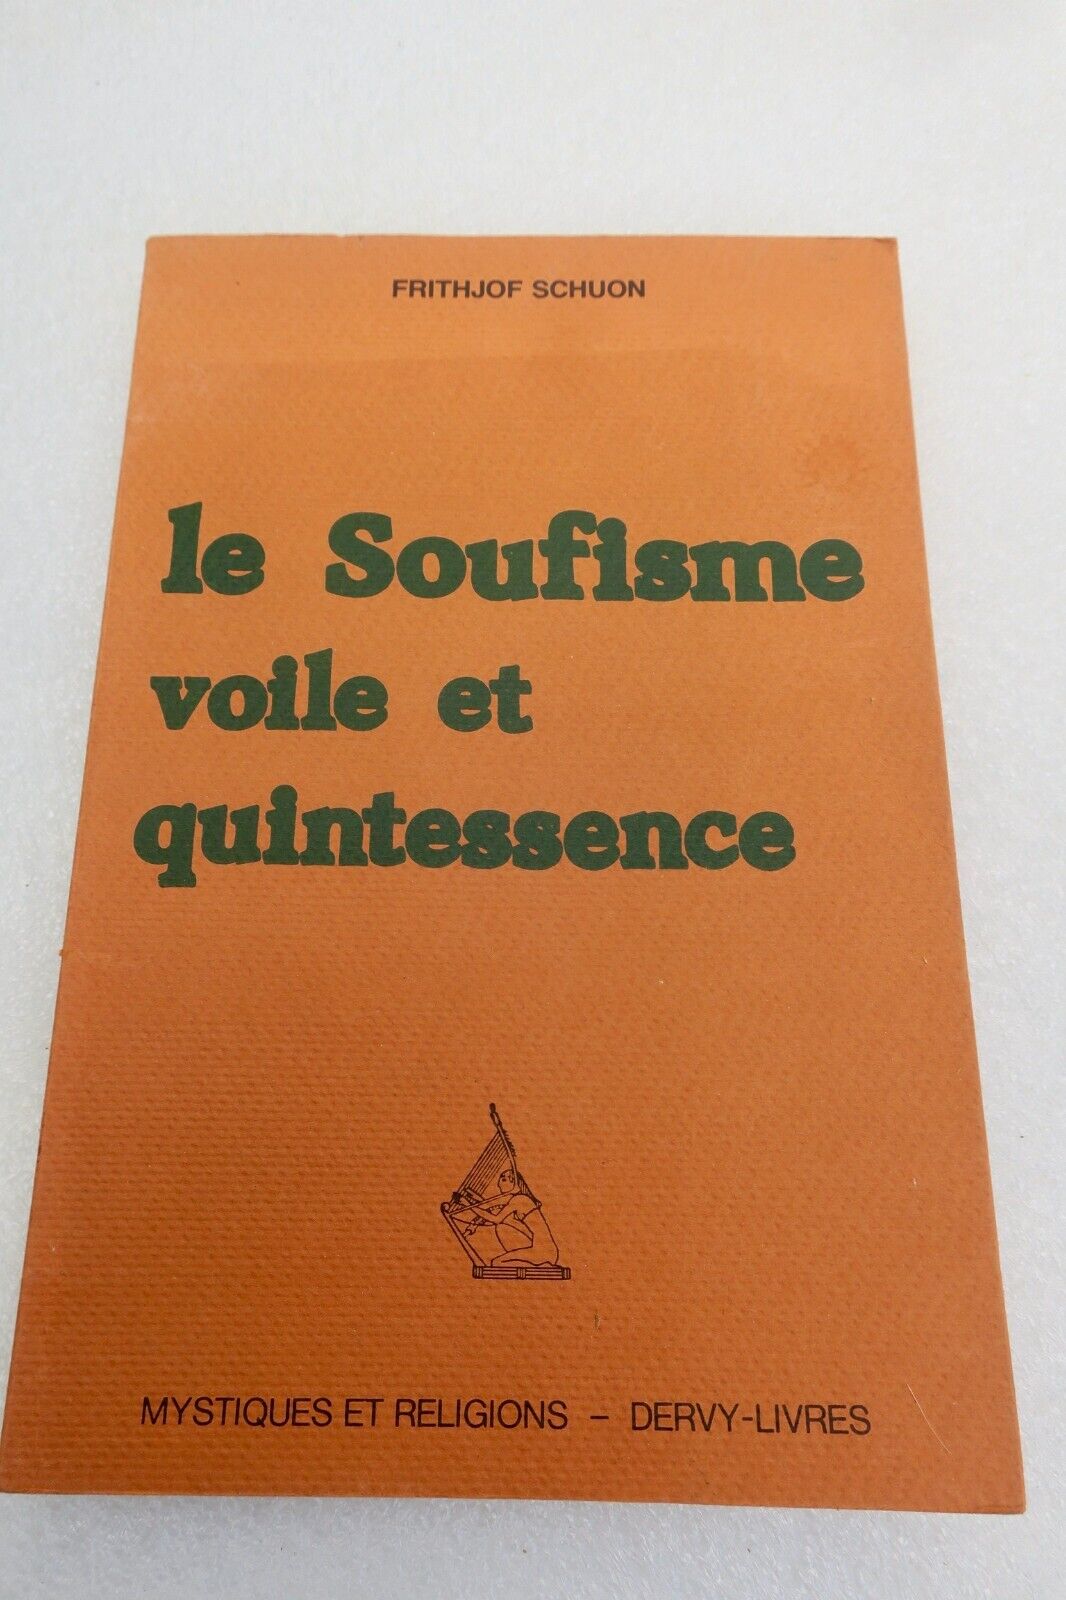 FRITHJOF SCHUON
le Soufisme
voile et
quintessence
MYSTIQUES ET RELIGIONS – DERVY-LIVRES